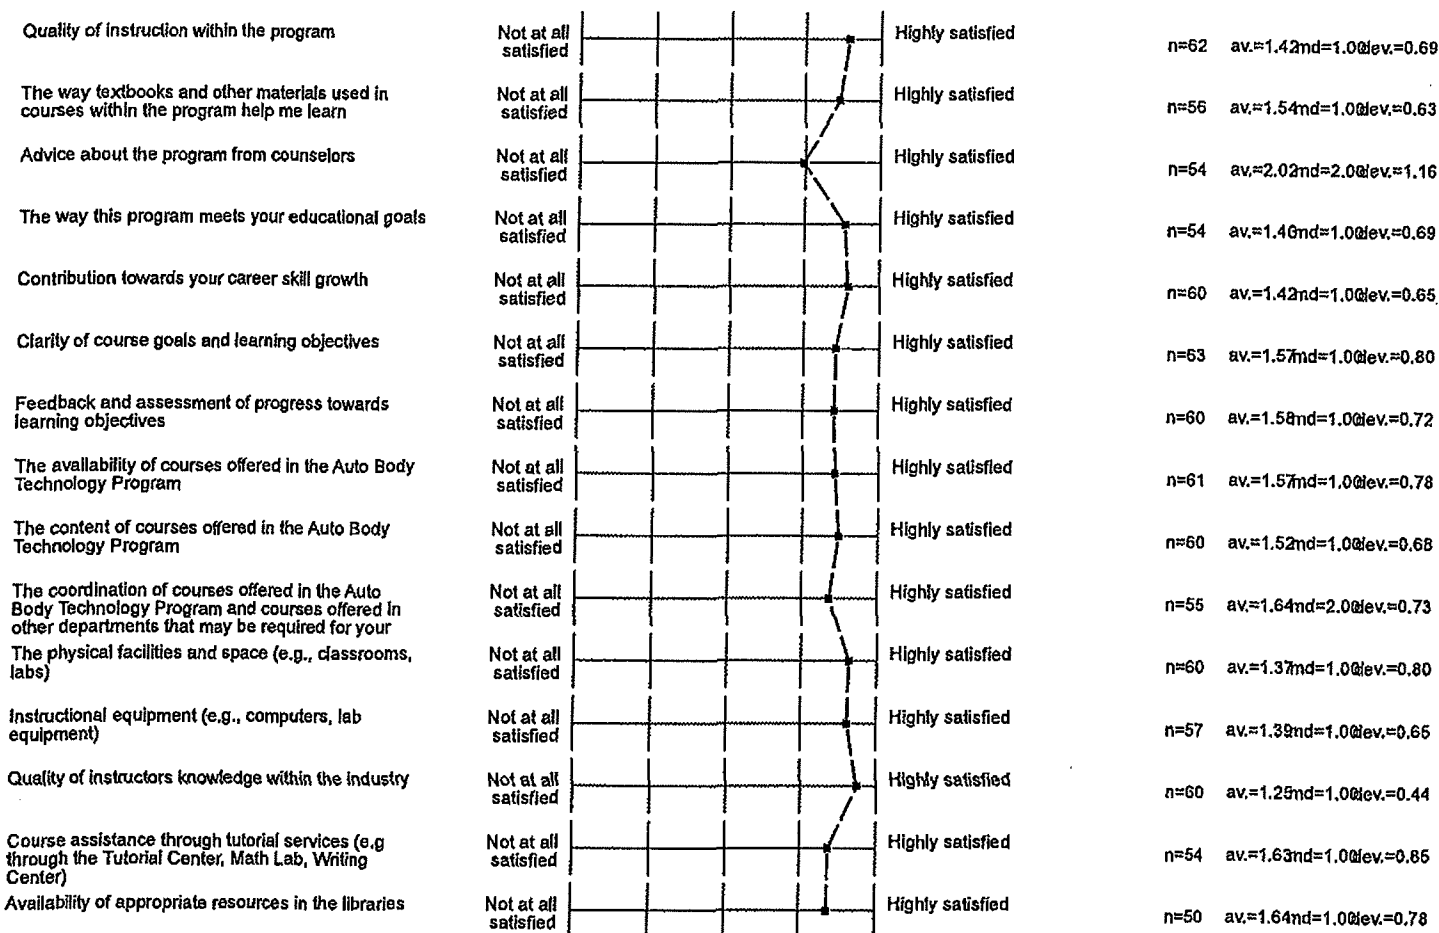 Quality of instruction within the program
Not at all
satisfied
Highly satisfied
n=62 av.=1.42md=1.00dev.=0.69
The way textbooks and other materials used in
courses within the program help me learn
Not at all
satisfied
Highly satisfied
n=56 av.=1.54md=1.00dev.=0.63
Advice about the program from counselors
Not at all
satisfied
Highly satisfied
n=54 av.=2.02md=2.00dev.=1.16
The way this program meets your educational goals
Not at all
satisfied
Highly satisfied
n=54 av.=1.46md=1.00dev.=0.69
Contribution towards your career skill growth
Not at all
satisfied
Highly satisfied
n=60 av.=1.42md=1.00dev.=0.65
Clarity of course goals and learning objectives
Not at all
satisfied
Highly satisfied
n=63 av.=1.57md=1.00dev.=0.80
Feedback and assessment of progress towards
learning objectives
Not at all
satisfied
Highly satisfied
n=60 av.=1.58md=1.00dev.=0.72
The availability of courses offered in the Auto Body
Technology Program
Not at all
satisfied
Highly satisfied
n=61 av.=1.57md=1.00dev.=0.78
The content of courses offered in the Auto Body
Technology Program
Not at all
satisfied
Highly satisfied
n=60 av.=1.52md=1.00dev.=0.68
The coordination of courses offered in the Auto
Body Technology Program and courses offered in
other departments that may be required for your
Not at all
satisfied
Highly satisfied
n=55 av.=1.64md=2.00dev.=0.73
The physical facilities and space (e.g., classrooms,
labs)
Not at all
satisfied
Highly satisfied
n=60 av.=1.37md=1.00dev.=0.80
Instructional equipment (e.g., computers, lab
equipment)
Not at all
satisfied
Highly satisfied
n=57 av.=1.39md=1.00dev.=0.65
Quality of instructors knowledge within the industry
Not at all
satisfied
Highly satisfied
n=60 av.=1.25md=1.00dev.=0.44
Course assistance through tutorial services (e.g
through the Tutorial Center, Math Lab, Writing
Center)
Not at all
satisfied
Highly satisfied
n=54 av.=1.63md=1.00dev.=0.85
Availability of appropriate resources in the libraries
Not at all
satisfied
Highly satisfied
n=50 av.=1.64md=1.00dev.=0.78